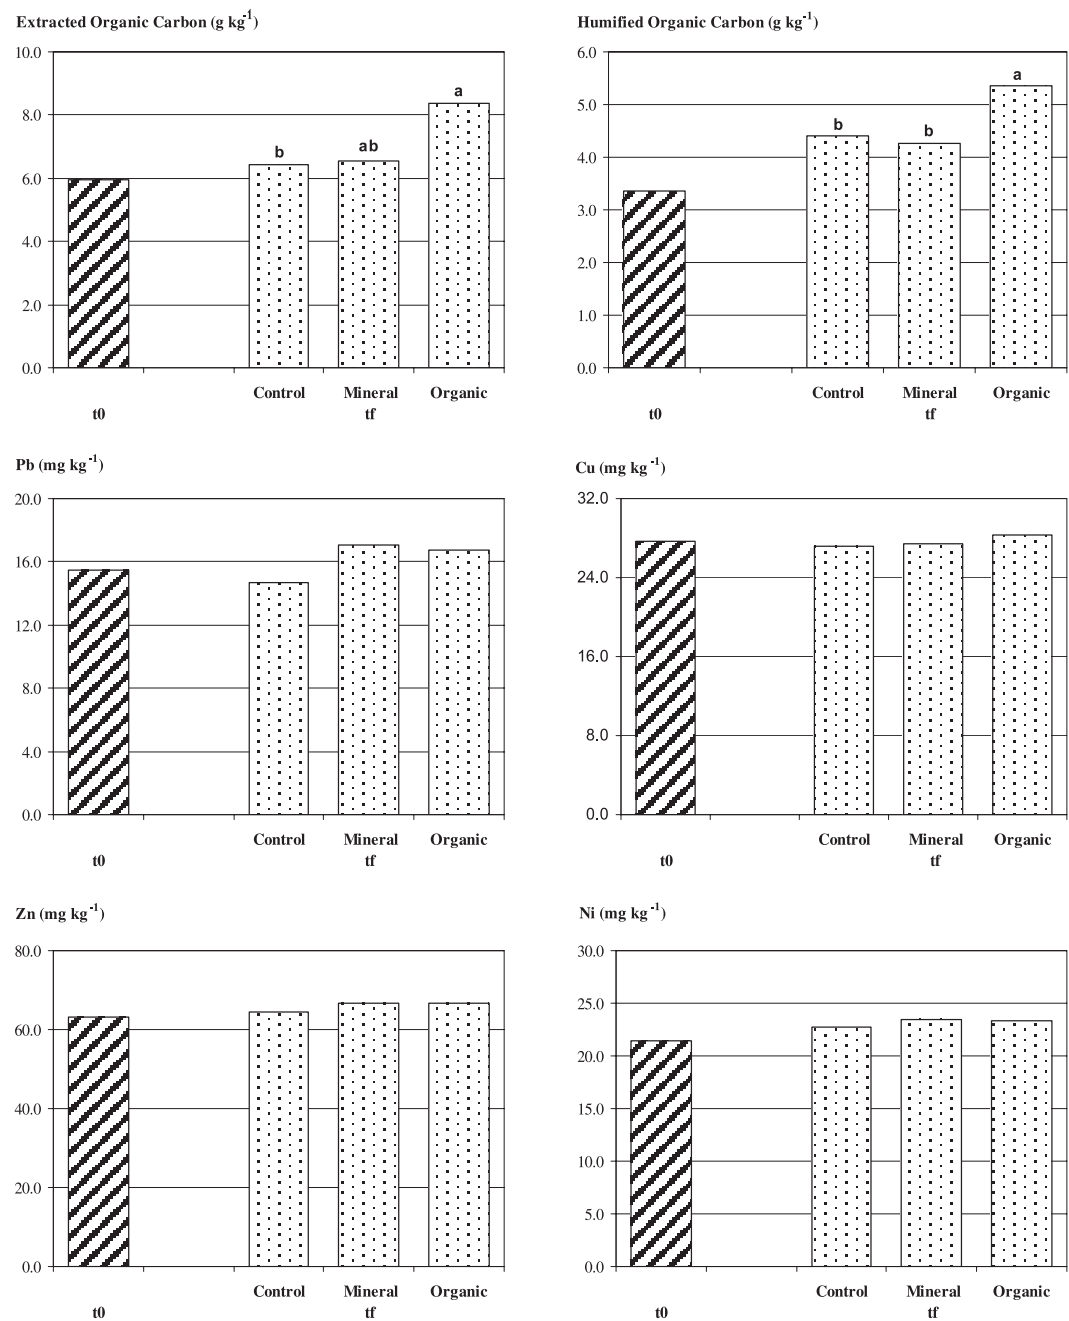 Extracted Organic Carbon (g kg-1)
10.0
8.0
6.0
4.0
2.0
0.0
b
ab
a
Control
Mineral
Organic
t0
tf
Humified Organic Carbon (g kg-1)
6.0
5.0
4.0
3.0
2.0
1.0
0.0
b
b
a
Control
Mineral
Organic
t0
tf
Pb (mg kg-1)
20.0
16.0
12.0
8.0
4.0
0.0
Control
Mineral
Organic
t0
tf
Cu (mg kg-1)
32.0
24.0
16.0
8.0
0.0
Control
Mineral
Organic
t0
tf
Zn (mg kg-1)
80.0
60.0
40.0
20.0
0.0
Control
Mineral
Organic
t0
tf
Ni (mg kg-1)
30.0
25.0
20.0
15.0
10.0
5.0
0.0
Control
Mineral
Organic
t0
tf